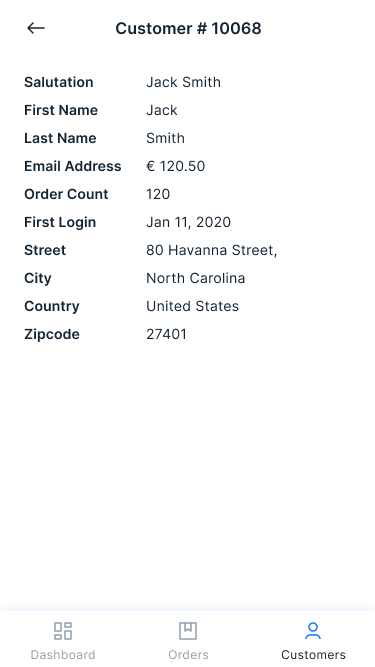 Customer # 10068
Salutation Jack Smith
First Name Jack
Last Name Smith
Email Address € 120.50
Order Count 120
First Login Jan 11, 2020
Street 80 Havanna Street,
City North Carolina
Country United States
Zipcode 27401
Dashboard Orders Customers